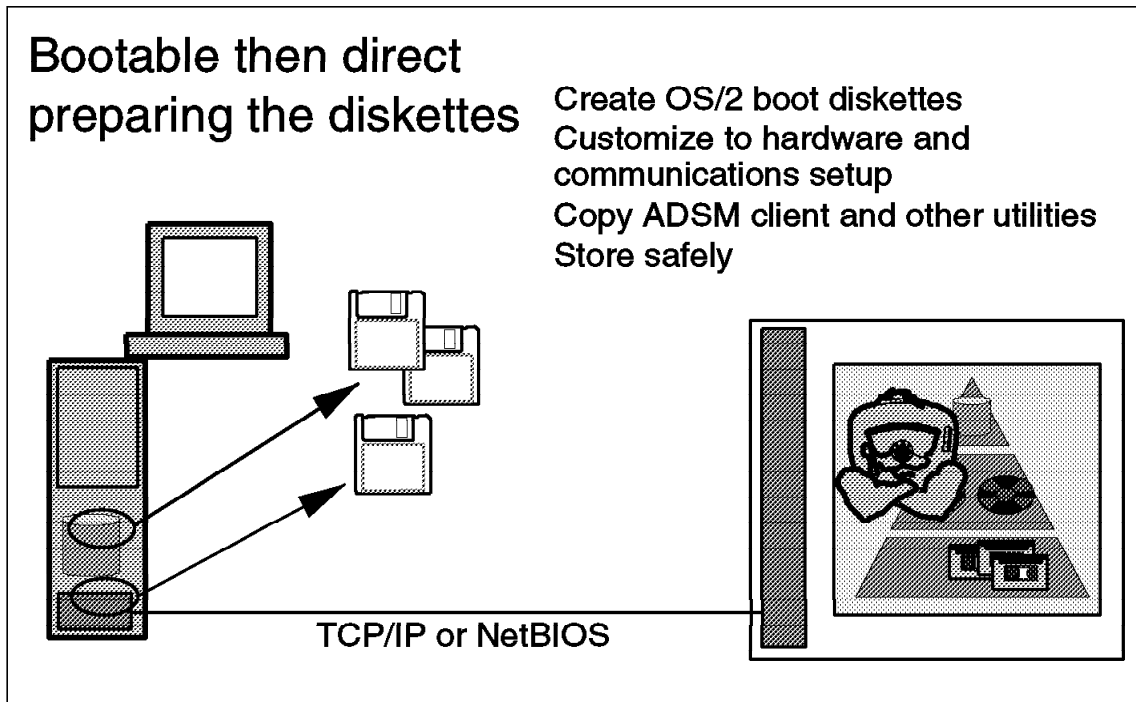 Bootable then direct
preparing the diskettes
Create OS/2 boot diskettes
Customize to hardware and
communications setup
Copy ADSM client and other utilities
Store safely
TCP/IP or NetBIOS